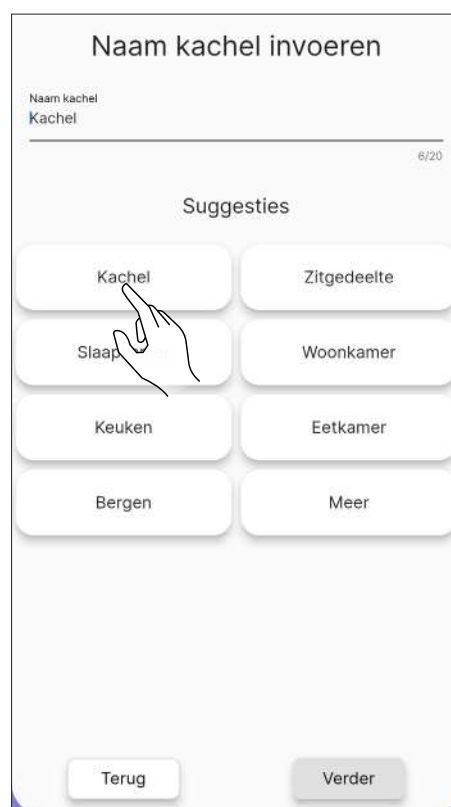 Naam kachel invoeren
Naam kachel
Kachel
6/20
Suggesties
Kachel
Zitgedeelte
Woonkamer
Keuken
Eetkamer
Bergen
Meer
Terug
Verder